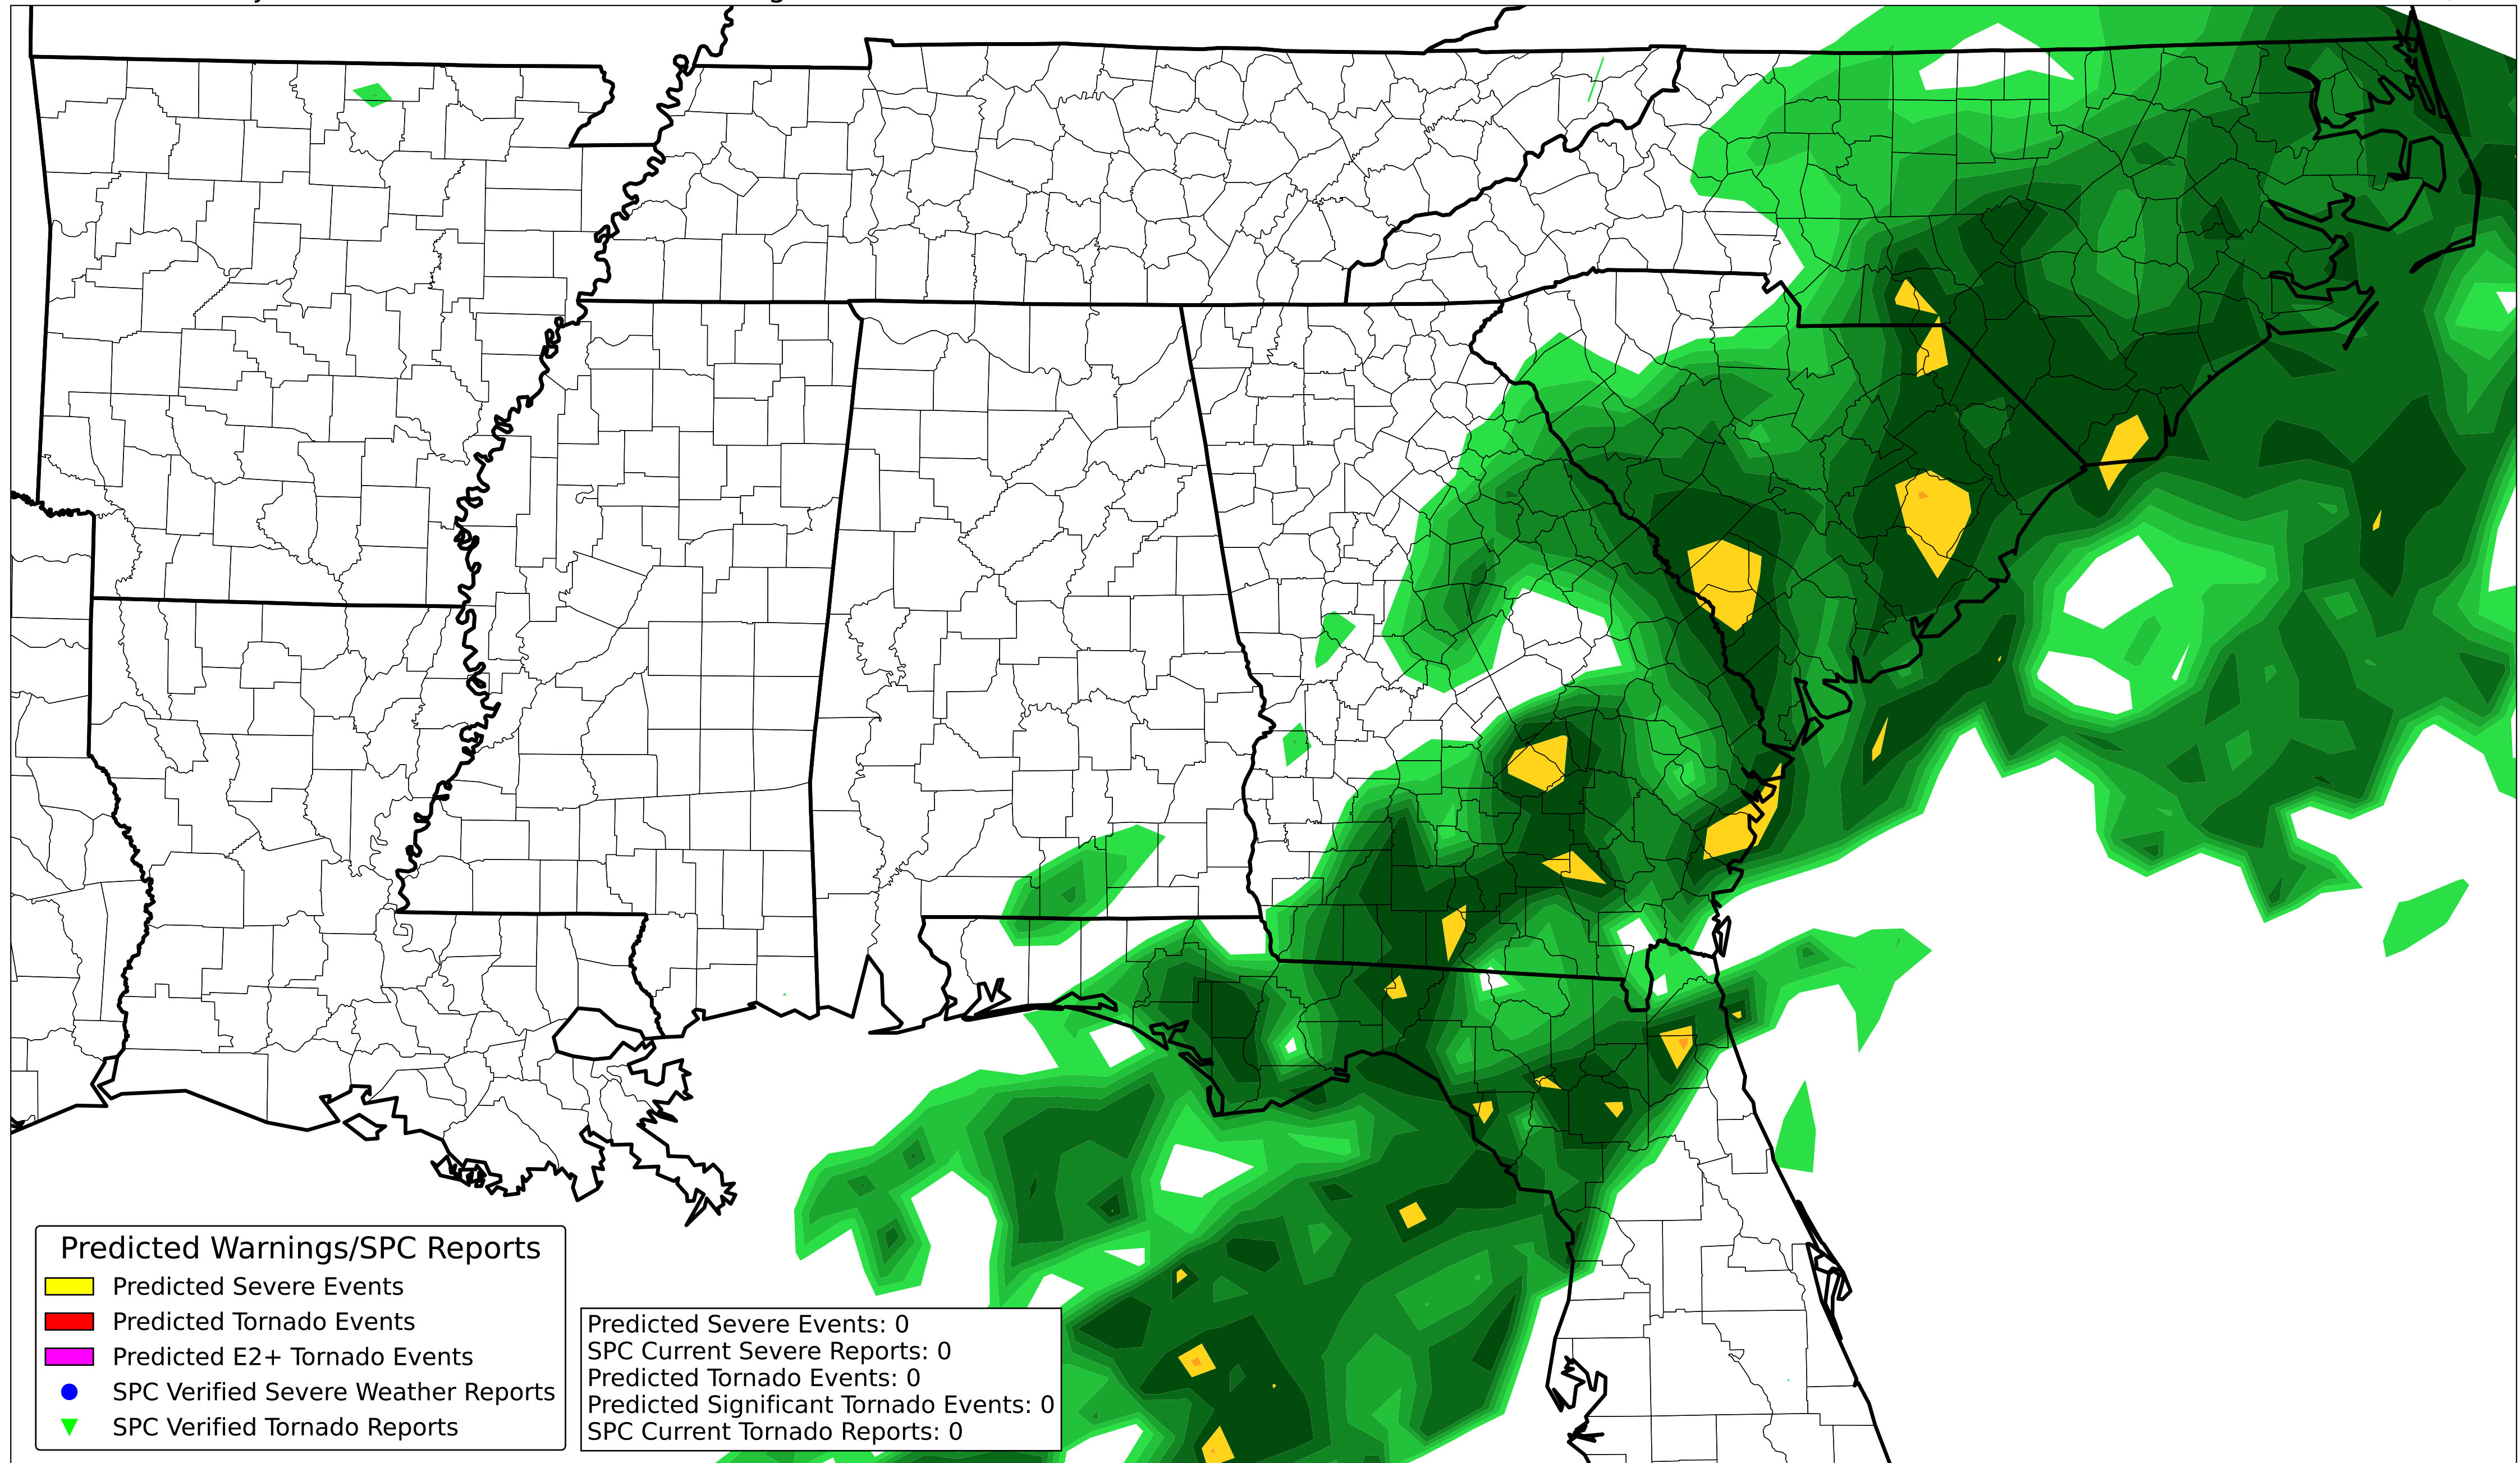 Predicted Warnings/SPC Reports
Predicted Severe Events
Predicted Tornado Events
Predicted E2+ Tornado Events
SPC Verified Severe Weather Reports
SPC Verified Tornado Reports
Predicted Severe Events: 0
SPC Current Severe Reports: 0
Predicted Tornado Events: 0
Predicted Significant Tornado Events: 0
SPC Current Tornado Reports: 0